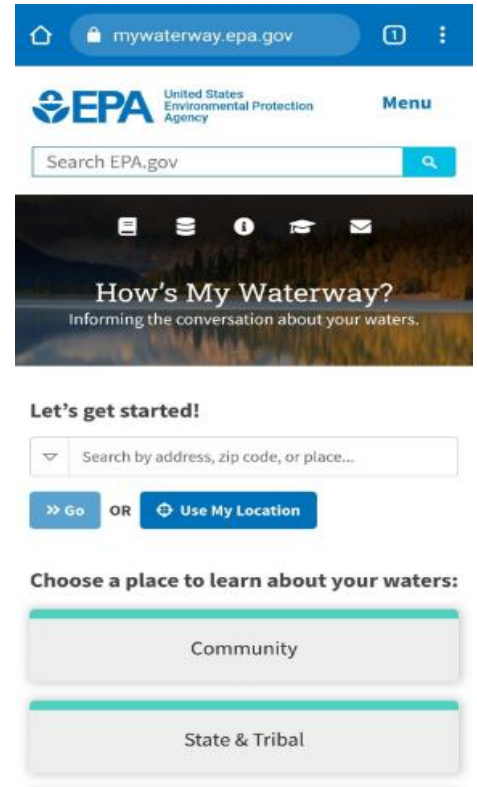 mywaterway.epa.gov
1
EPA
United States
Environmental Protection
Agency
Menu
Search EPA.gov
How's My Waterway?
Informing the conversation about your waters.
Let's get started!
Search by address, zip code, or place...
Go OR Use My Location
Choose a place to learn about your waters:
Community
State & Tribal